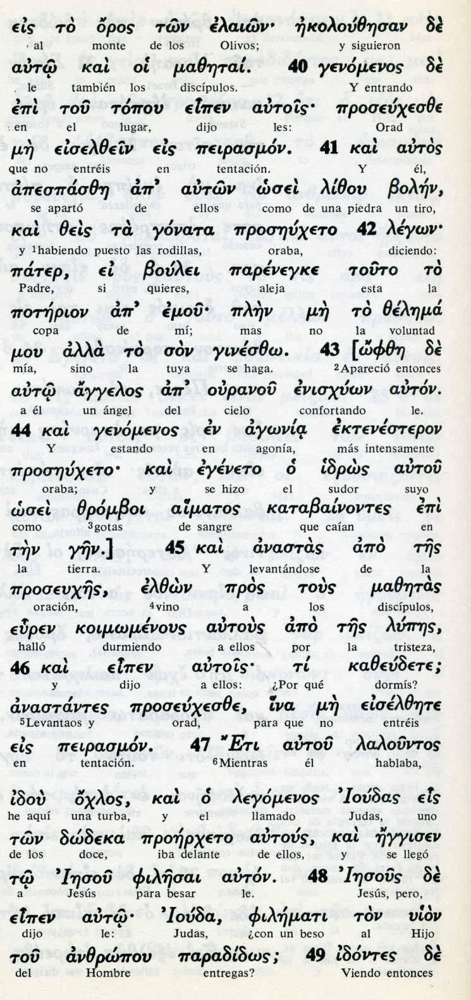 εἰς τὸ ὄρος τῶν ἐλαιῶν· ἠκολούθησαν δὲ
al monte de los Olivos; y siguieron
αὐτῷ καὶ οἱ μαθηταί. 40 γενόμενος δὲ
le también los discípulos. Y entrando
ἐπὶ τοῦ τόπου εἶπεν αὐτοῖς· προσεύχεσθε
en el lugar, dijo les: Orad
μὴ εἰσελθεῖν εἰς πειρασμόν. 41 καὶ αὐτὸς
que no entréis en tentación. Y él,
ἀπεσπάσθη ἀπ' αὐτῶν ὡσεὶ λίθου βολήν,
se apartó de ellos como de una piedra un tiro,
καὶ θεὶς τὰ γόνατα προσηύχετο 42 λέγων·
y ¹habiendo puesto las rodillas, oraba, diciendo:
πάτερ, εἰ βούλει παρένεγκε τοῦτο τὸ
Padre, si quieres, aleja esta la
ποτήριον ἀπ' ἐμοῦ· πλὴν μὴ τὸ θέλημά
copa de mí; mas no la voluntad
μου ἀλλὰ τὸ σὸν γινέσθω. 43 [ὤφθη δὲ
mía, sino la tuya se haga. ²Apareció entonces
αὐτῷ ἄγγελος ἀπ' οὐρανοῦ ἐνισχύων αὐτόν.
a él un ángel del cielo confortando le.
44 καὶ γενόμενος ἐν ἀγωνίᾳ ἐκτενέστερον
Y estando en agonía, más intensamente
προσηύχετο· καὶ ἐγένετο ὁ ἱδρὼς αὐτοῦ
oraba; y se hizo el sudor suyo
ὡσεὶ θρόμβοι αἵματος καταβαίνοντες ἐπὶ
como ³gotas de sangre que caían en
τὴν γῆν.] 45 καὶ ἀναστὰς ἀπὸ τῆς
la tierra. Y levantándose de la
προσευχῆς, ἐλθὼν πρὸς τοὺς μαθητὰς
oración, ⁴vino a los discípulos,
εὗρεν κοιμωμένους αὐτοὺς ἀπὸ τῆς λύπης,
halló durmiendo a ellos por la tristeza,
46 καὶ εἶπεν αὐτοῖς· τί καθεύδετε;
y dijo a ellos: ¿Por qué dormís?
ἀναστάντες προσεύχεσθε, ἵνα μὴ εἰσέλθητε
⁵Levantaos y orad, para que no entréis
εἰς πειρασμόν. 47 Ἔτι αὐτοῦ λαλοῦντος
en tentación. ⁶Mientras él hablaba,
ἰδοὺ ὄχλος, καὶ ὁ λεγόμενος Ἰούδας εἷς
he aquí una turba, y el llamado Judas, uno
τῶν δώδεκα προήρχετο αὐτούς, καὶ ἤγγισεν
de los doce, iba delante de ellos, y se llegó
τῷ Ἰησοῦ φιλῆσαι αὐτόν. 48 Ἰησοῦς δὲ
a Jesús para besar le. Jesús, pero,
εἶπεν αὐτῷ· Ἰούδα, φιλήματι τὸν υἱὸν
dijo le: Judas, ¿con un beso al Hijo
τοῦ ἀνθρώπου παραδίδως; 49 ἰδόντες δὲ
del Hombre entregas? Viendo entonces